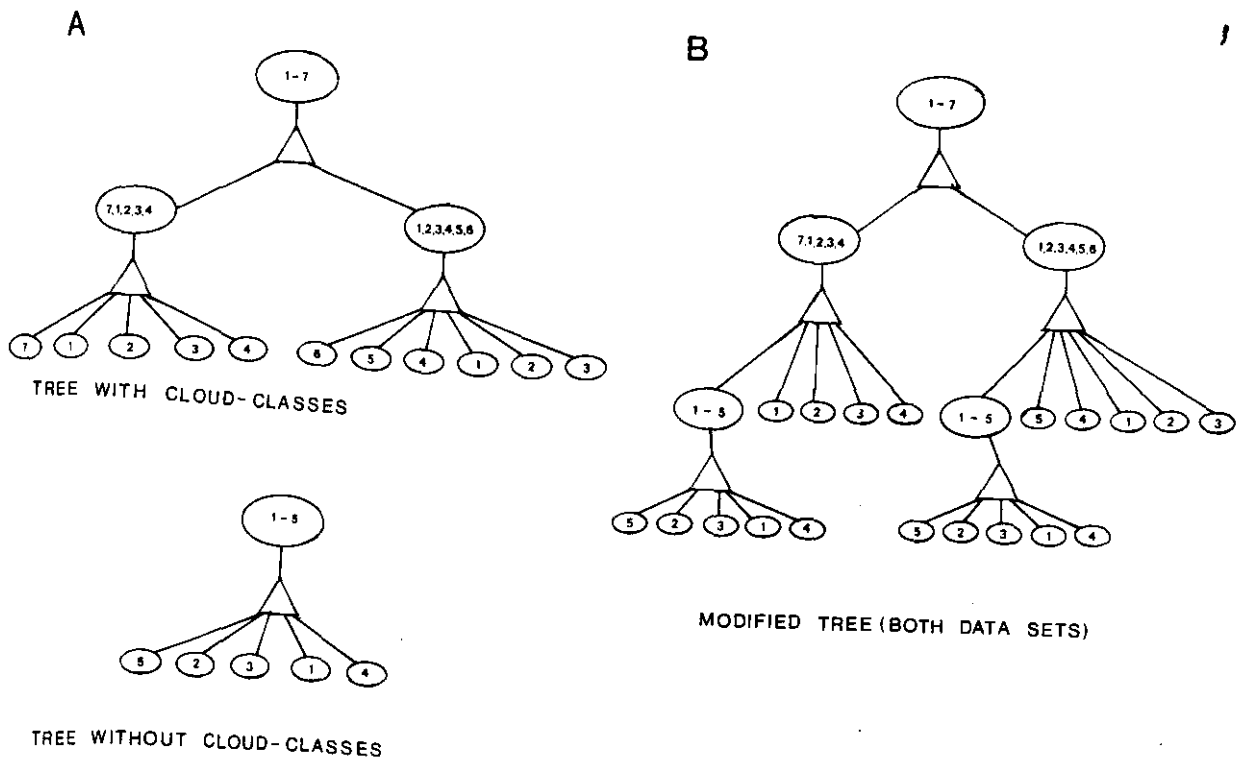 A
1-7
7,1,2,3,4
1,2,3,4,5,6
7 1 2 3 4
6 5 4 1 2 3
TREE WITH CLOUD-CLASSES
1-5
5 2 3 1 4
TREE WITHOUT CLOUD-CLASSES
B
1-7
7,1,2,3,4
1,2,3,4,5,6
1-5 1 2 3 4
1-5 5 4 1 2 3
5 2 3 1 4
5 2 3 1 4
MODIFIED TREE (BOTH DATA SETS)